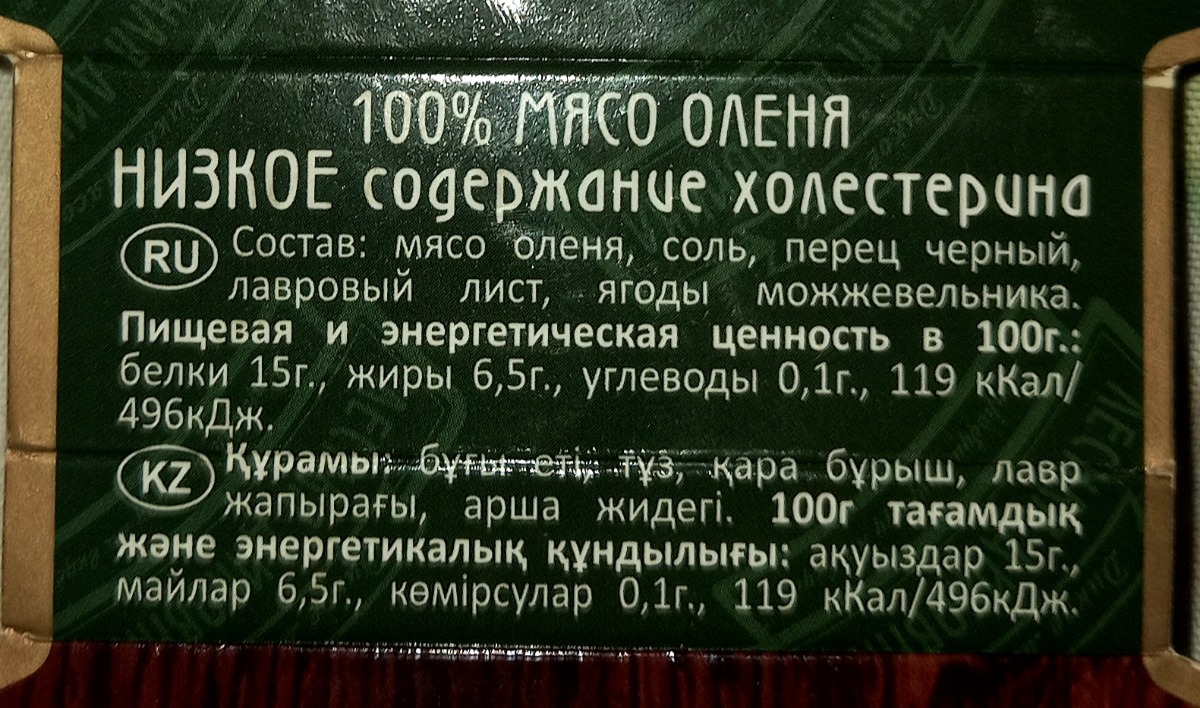 100% МЯСО ОЛЕНЯ
НИЗКОЕ содержание холестерина
RU Состав: мясо оленя, соль, перец черный,
лавровый лист, ягоды можжевельника.
Пищевая и энергетическая ценность в 100г.:
белки 15г., жиры 6,5г., углеводы 0,1г., 119 кКал/
496кДж.
KZ Құрамы: бұғы еті, тұз, қара бұрыш, лавр
жапырағы, арша жидегі. 100г тағамдық
және энергетикалық құндылығы: ақуыздар 15г.,
майлар 6,5г., көмірсулар 0,1г., 119 кКал/496кДж.